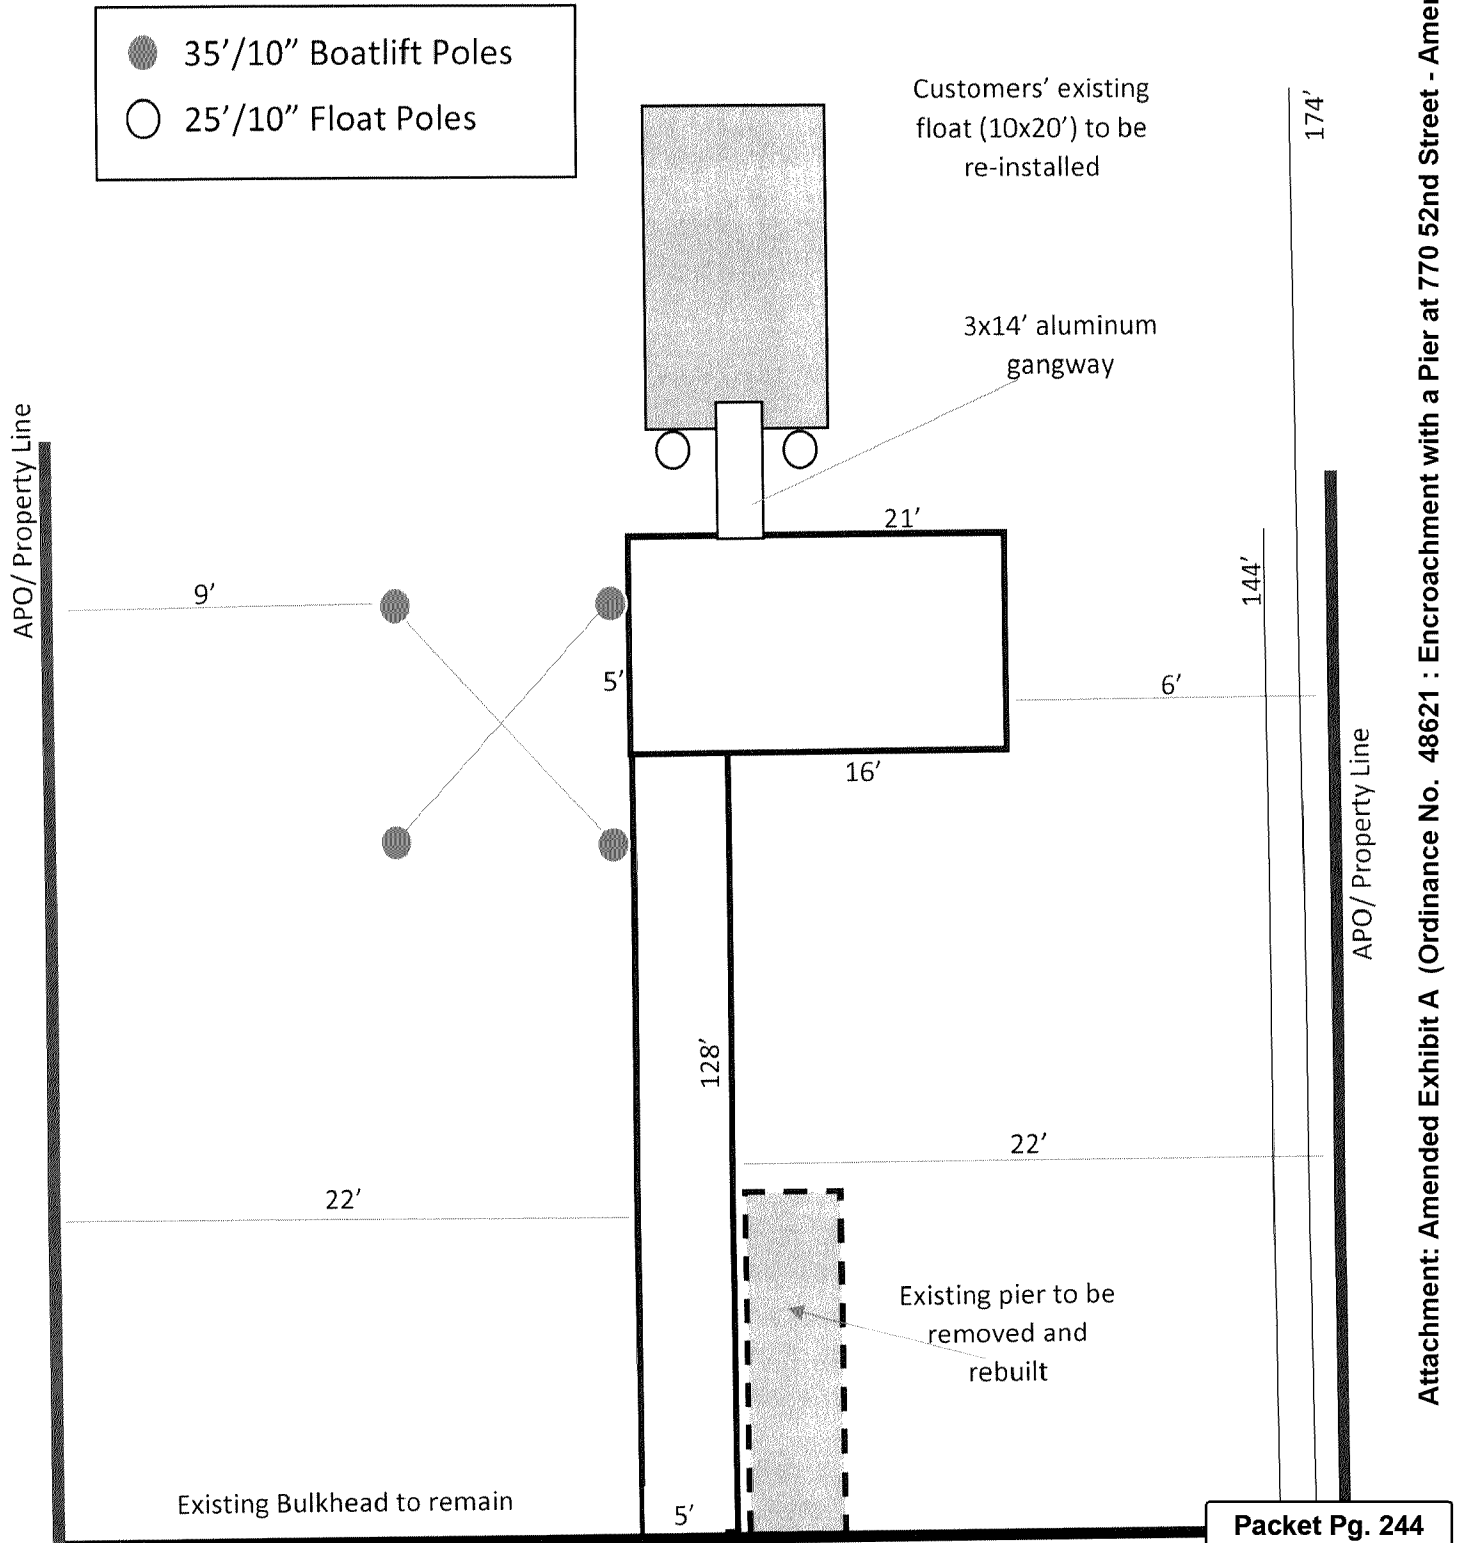 35’/10” Boatlift Poles
25’/10” Float Poles
Customers’ existing
float (10x20’) to be
re-installed
174’
3x14’ aluminum
gangway
APO/ Property Line
21’
9’
144’
5’
6’
16’
APO/ Property Line
128’
22’
22’
Existing pier to be
removed and
rebuilt
Existing Bulkhead to remain
5’
Packet Pg. 244
Attachment: Amended Exhibit A (Ordinance No. 48621 : Encroachment with a Pier at 770 52nd Street - Amen